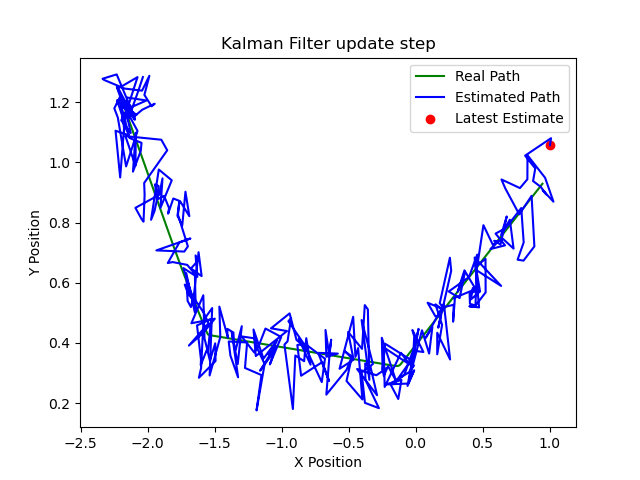 Kalman Filter update step
Real Path
Estimated Path
Latest Estimate
1.2
1.0
0.8
0.6
0.4
0.2
Y Position
−2.5 −2.0 −1.5 −1.0 −0.5 0.0 0.5 1.0
X Position